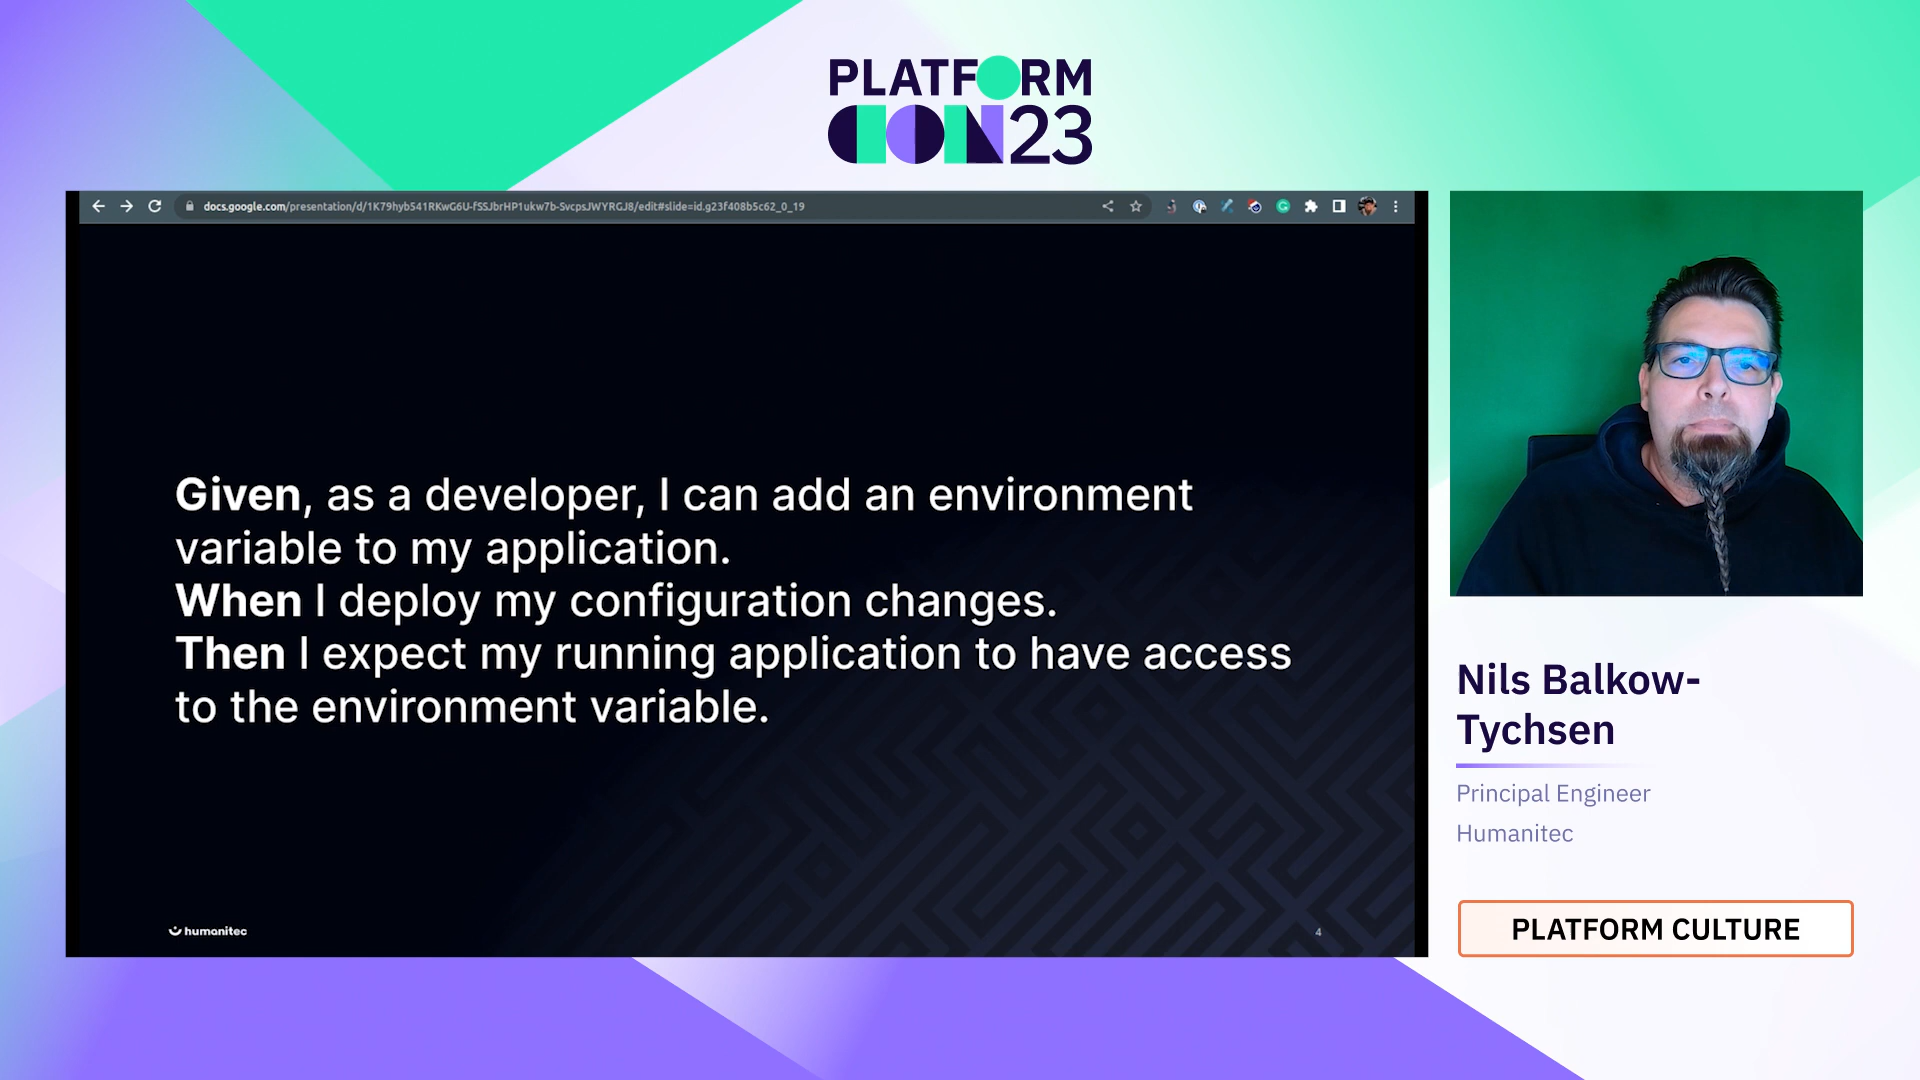 PLATFORM
CON23
docs.google.com/presentation/d/1K79hyb541RKwG6U-fSSJbrHP1ukw7b-SvcpsJWYRGJ8/edit#slide=id.g23f408b5c62_0_19
Given, as a developer, I can add an environment
variable to my application.
When I deploy my configuration changes.
Then I expect my running application to have access
to the environment variable.
humanitec
4
Nils Balkow-
Tychsen
Principal Engineer
Humanitec
PLATFORM CULTURE